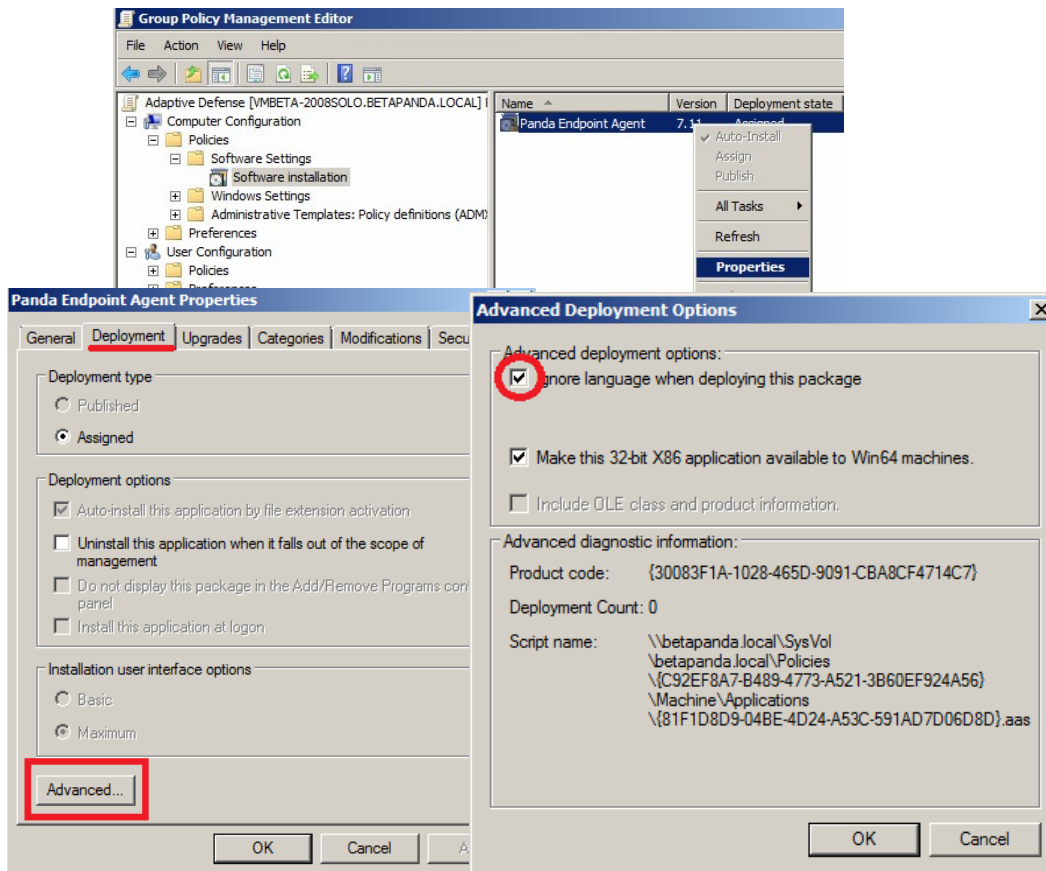 Group Policy Management Editor
File Action View Help
Adaptive Defense [VMBETA-2008SOLO.BETAPANDA.LOCAL]
Computer Configuration
Policies
Software Settings
Software installation
Windows Settings
Administrative Templates: Policy definitions (ADM
Preferences
User Configuration
Policies
Preferences
Name Version Deployment state
Panda Endpoint Agent 7.11 Assigned
Auto-Install
Assign
Publish
All Tasks
Refresh
Properties
Panda Endpoint Agent Properties
General Deployment Upgrades Categories Modifications Secu
Deployment type
Published
Assigned
Deployment options
Auto-install this application by file extension activation
Uninstall this application when it falls out of the scope of
management
Do not display this package in the Add/Remove Programs con
panel
Install this application at logon
Installation user interface options
Basic
Maximum
Advanced...
OK Cancel A
Advanced Deployment Options
Advanced deployment options:
Ignore language when deploying this package
Make this 32-bit X86 application available to Win64 machines.
Include OLE class and product information.
Advanced diagnostic information:
Product code: {30083F1A-1028-465D-9091-CBA8CF4714C7}
Deployment Count: 0
Script name: \\betapanda.local\SysVol
\betapanda.local\Policies
\{C92EF8A7-B489-4773-A521-3B60EF924A56}
\Machine\Applications
\{81F1D8D9-04BE-4D24-A53C-591AD7D06D8D}.aas
OK Cancel